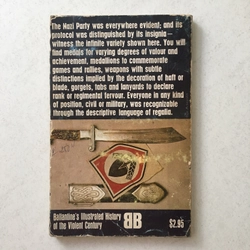 The Nazi Party was everywhere evident; and its
protocol was distinguished by its insignia–
witness the infinite variety shown here. You will
find medals for varying degrees of valour and
achievement, medallions to commemorate
games and rallies, weapons with subtle
distinctions implied by the decoration of haft or
blade, gorgets, tabs and lanyards to declare
rank or regimental fervour. Everyone in any kind
of position, civil or military, was recognizable
through the descriptive language of regalia.
Ballantine's Illustrated History
of the Violent Century
BB
$2.95